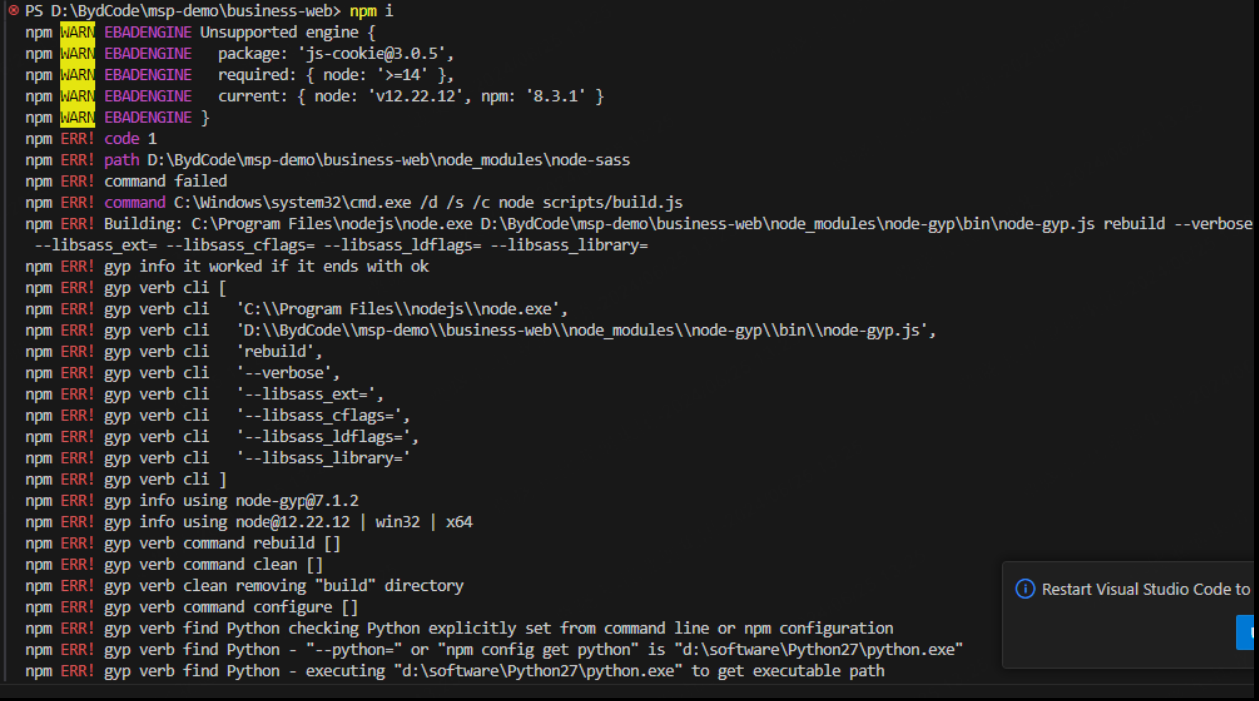 PS D:\BydCode\msp-demo\business-web> npm i
npm WARN EBADENGINE Unsupported engine {
npm WARN EBADENGINE   package: 'js-cookie@3.0.5',
npm WARN EBADENGINE   required: { node: '>=14' },
npm WARN EBADENGINE   current: { node: 'v12.22.12', npm: '8.3.1' }
npm WARN EBADENGINE }
npm ERR! code 1
npm ERR! path D:\BydCode\msp-demo\business-web\node_modules\node-sass
npm ERR! command failed
npm ERR! command C:\Windows\system32\cmd.exe /d /s /c node scripts/build.js
npm ERR! Building: C:\Program Files\nodejs\node.exe D:\BydCode\msp-demo\business-web\node_modules\node-gyp\bin\node-gyp.js rebuild --verbose
--libsass_ext= --libsass_cflags= --libsass_ldflags= --libsass_library=
npm ERR! gyp info it worked if it ends with ok
npm ERR! gyp verb cli [
npm ERR! gyp verb cli   'C:\\Program Files\\nodejs\\node.exe',
npm ERR! gyp verb cli   'D:\\BydCode\\msp-demo\\business-web\\node_modules\\node-gyp\\bin\\node-gyp.js',
npm ERR! gyp verb cli   'rebuild',
npm ERR! gyp verb cli   '--verbose',
npm ERR! gyp verb cli   '--libsass_ext=',
npm ERR! gyp verb cli   '--libsass_cflags=',
npm ERR! gyp verb cli   '--libsass_ldflags=',
npm ERR! gyp verb cli   '--libsass_library='
npm ERR! gyp verb cli ]
npm ERR! gyp info using node-gyp@7.1.2
npm ERR! gyp info using node@12.22.12 | win32 | x64
npm ERR! gyp verb command rebuild []
npm ERR! gyp verb command clean []
npm ERR! gyp verb clean removing "build" directory
npm ERR! gyp verb command configure []
npm ERR! gyp verb find Python checking Python explicitly set from command line or npm configuration
npm ERR! gyp verb find Python - "--python=" or "npm config get python" is "d:\software\Python27\python.exe"
npm ERR! gyp verb find Python - executing "d:\software\Python27\python.exe" to get executable path
Restart Visual Studio Code to